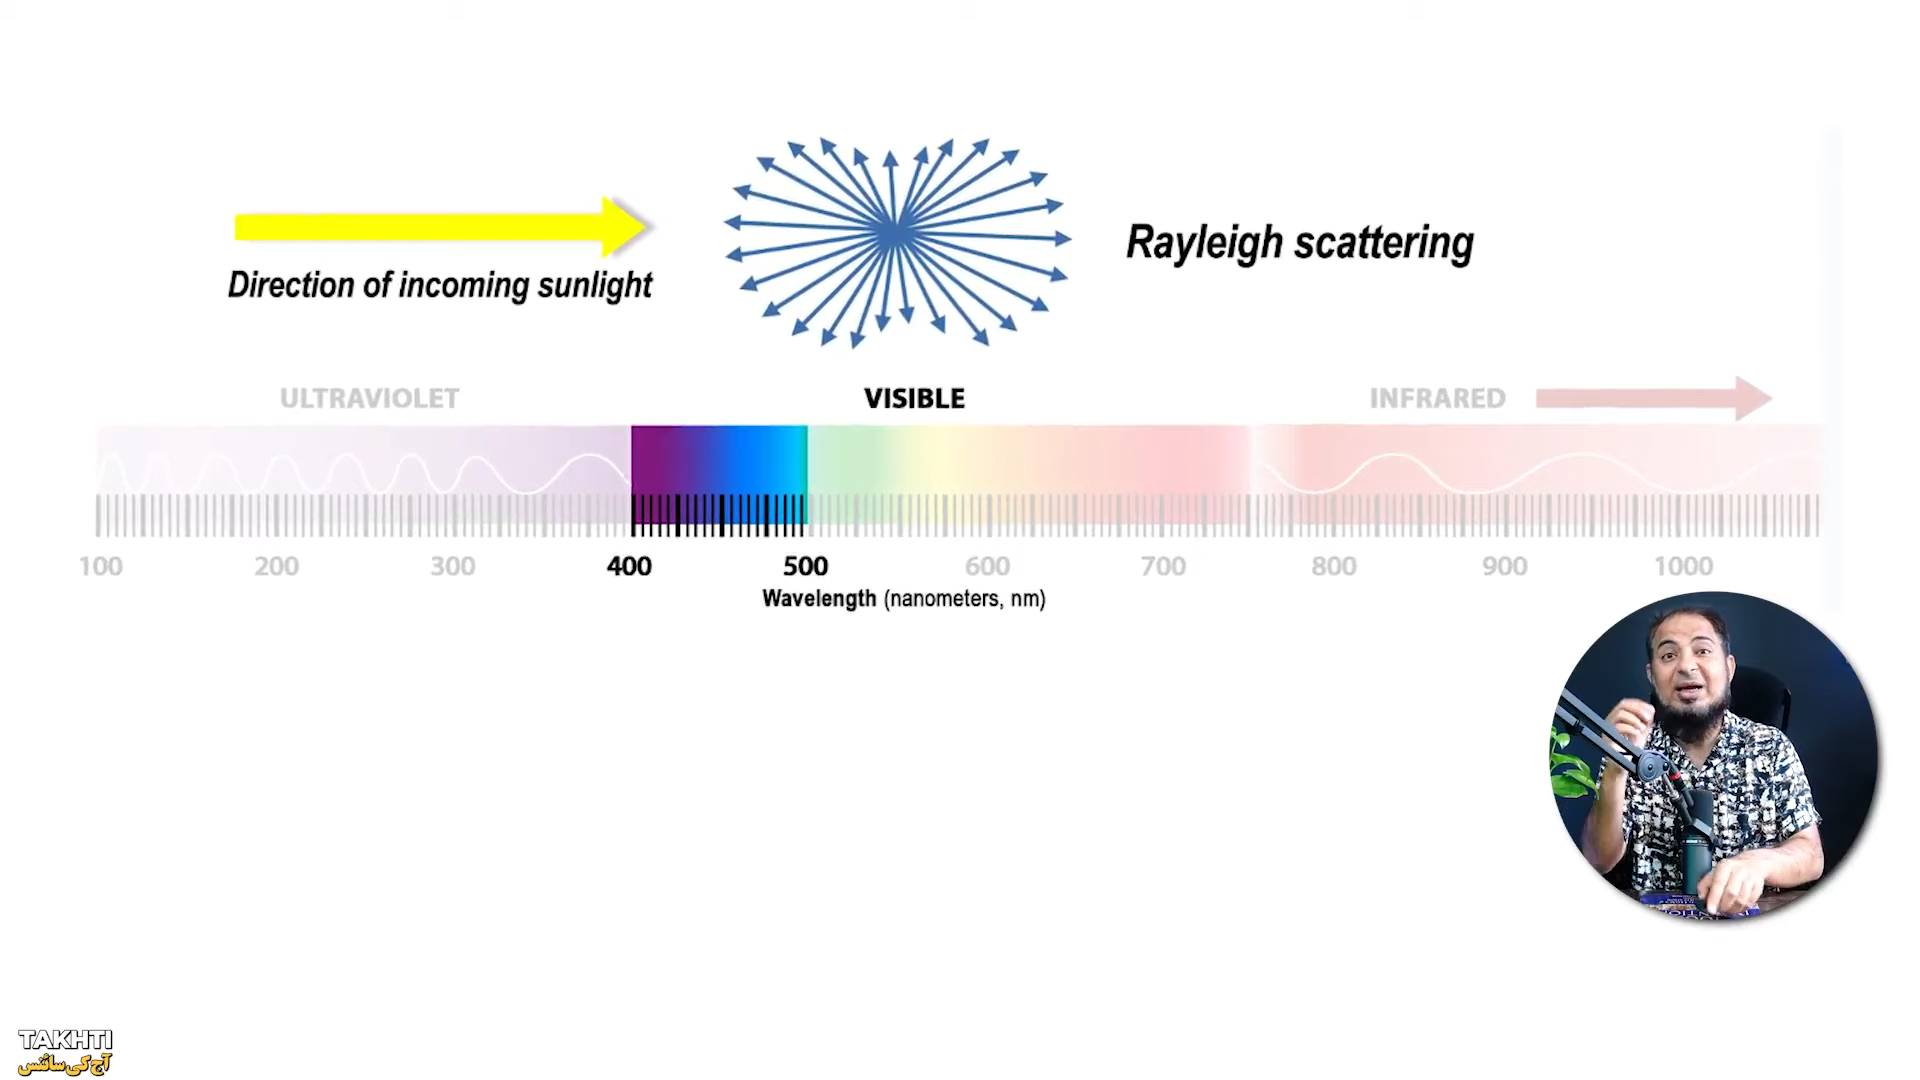 Direction of incoming sunlight
Rayleigh scattering
ULTRAVIOLET
VISIBLE
INFRARED
100 200 300 400 500 600 700 800 900 1000
Wavelength (nanometers, nm)
TAKHTI
آج کی سائنس